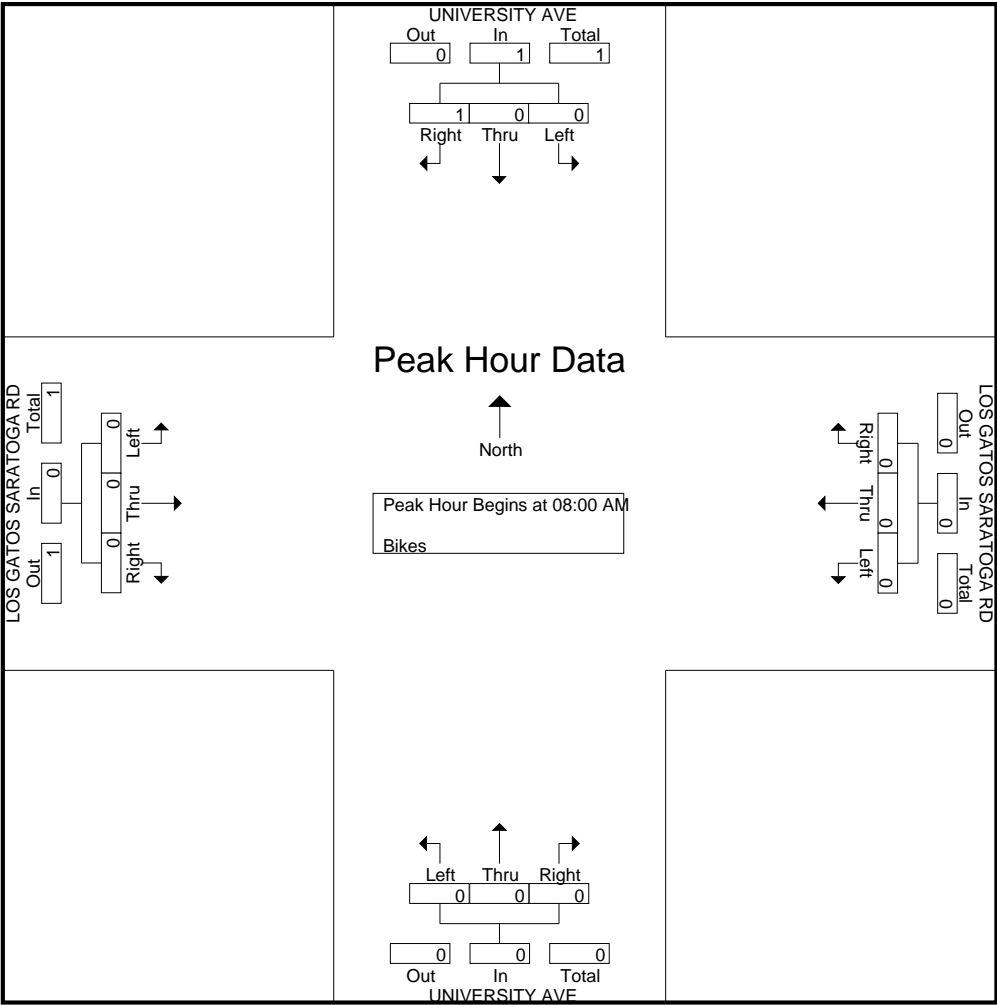 UNIVERSITY AVE
Out In Total
0 1 1
1 0 0
Right Thru Left
Peak Hour Data
North
Peak Hour Begins at 08:00 AM
Bikes
LOS GATOS SARATOGA RD
Out In Total
1 0 1
Left Thru Right
0 0 0
LOS GATOS SARATOGA RD
Out In Total
0 0 0
Right Thru Left
0 0 0
Left Thru Right
0 0 0
0 0 0
Out In Total
UNIVERSITY AVE